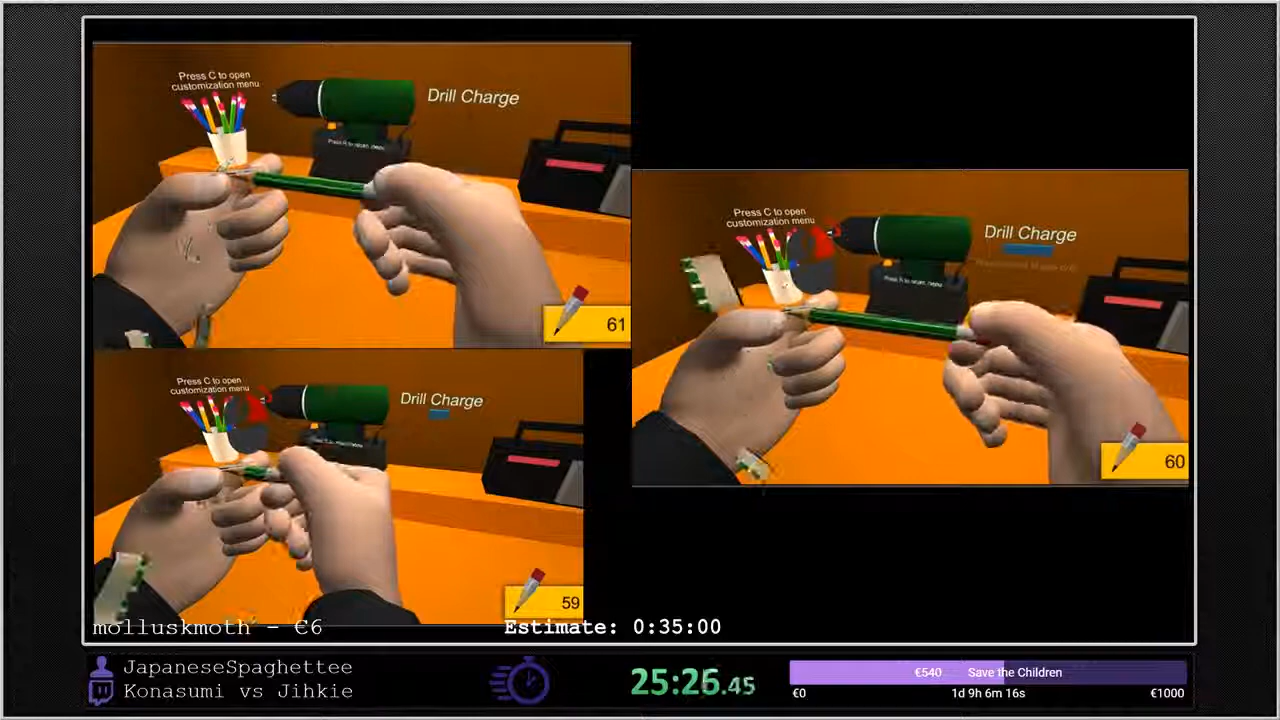 Press C to open
customization menu
Drill Charge
61
Press C to open
customization menu
Drill Charge
60
Press C to open
customization menu
Drill Charge
59
molluskmoth - €6
Estimate: 0:35:00
JapaneseSpaghettee
Konasumi vs Jihkie
25:26.45
€540 Save the Children
€0 1d 9h 6m 16s €1000